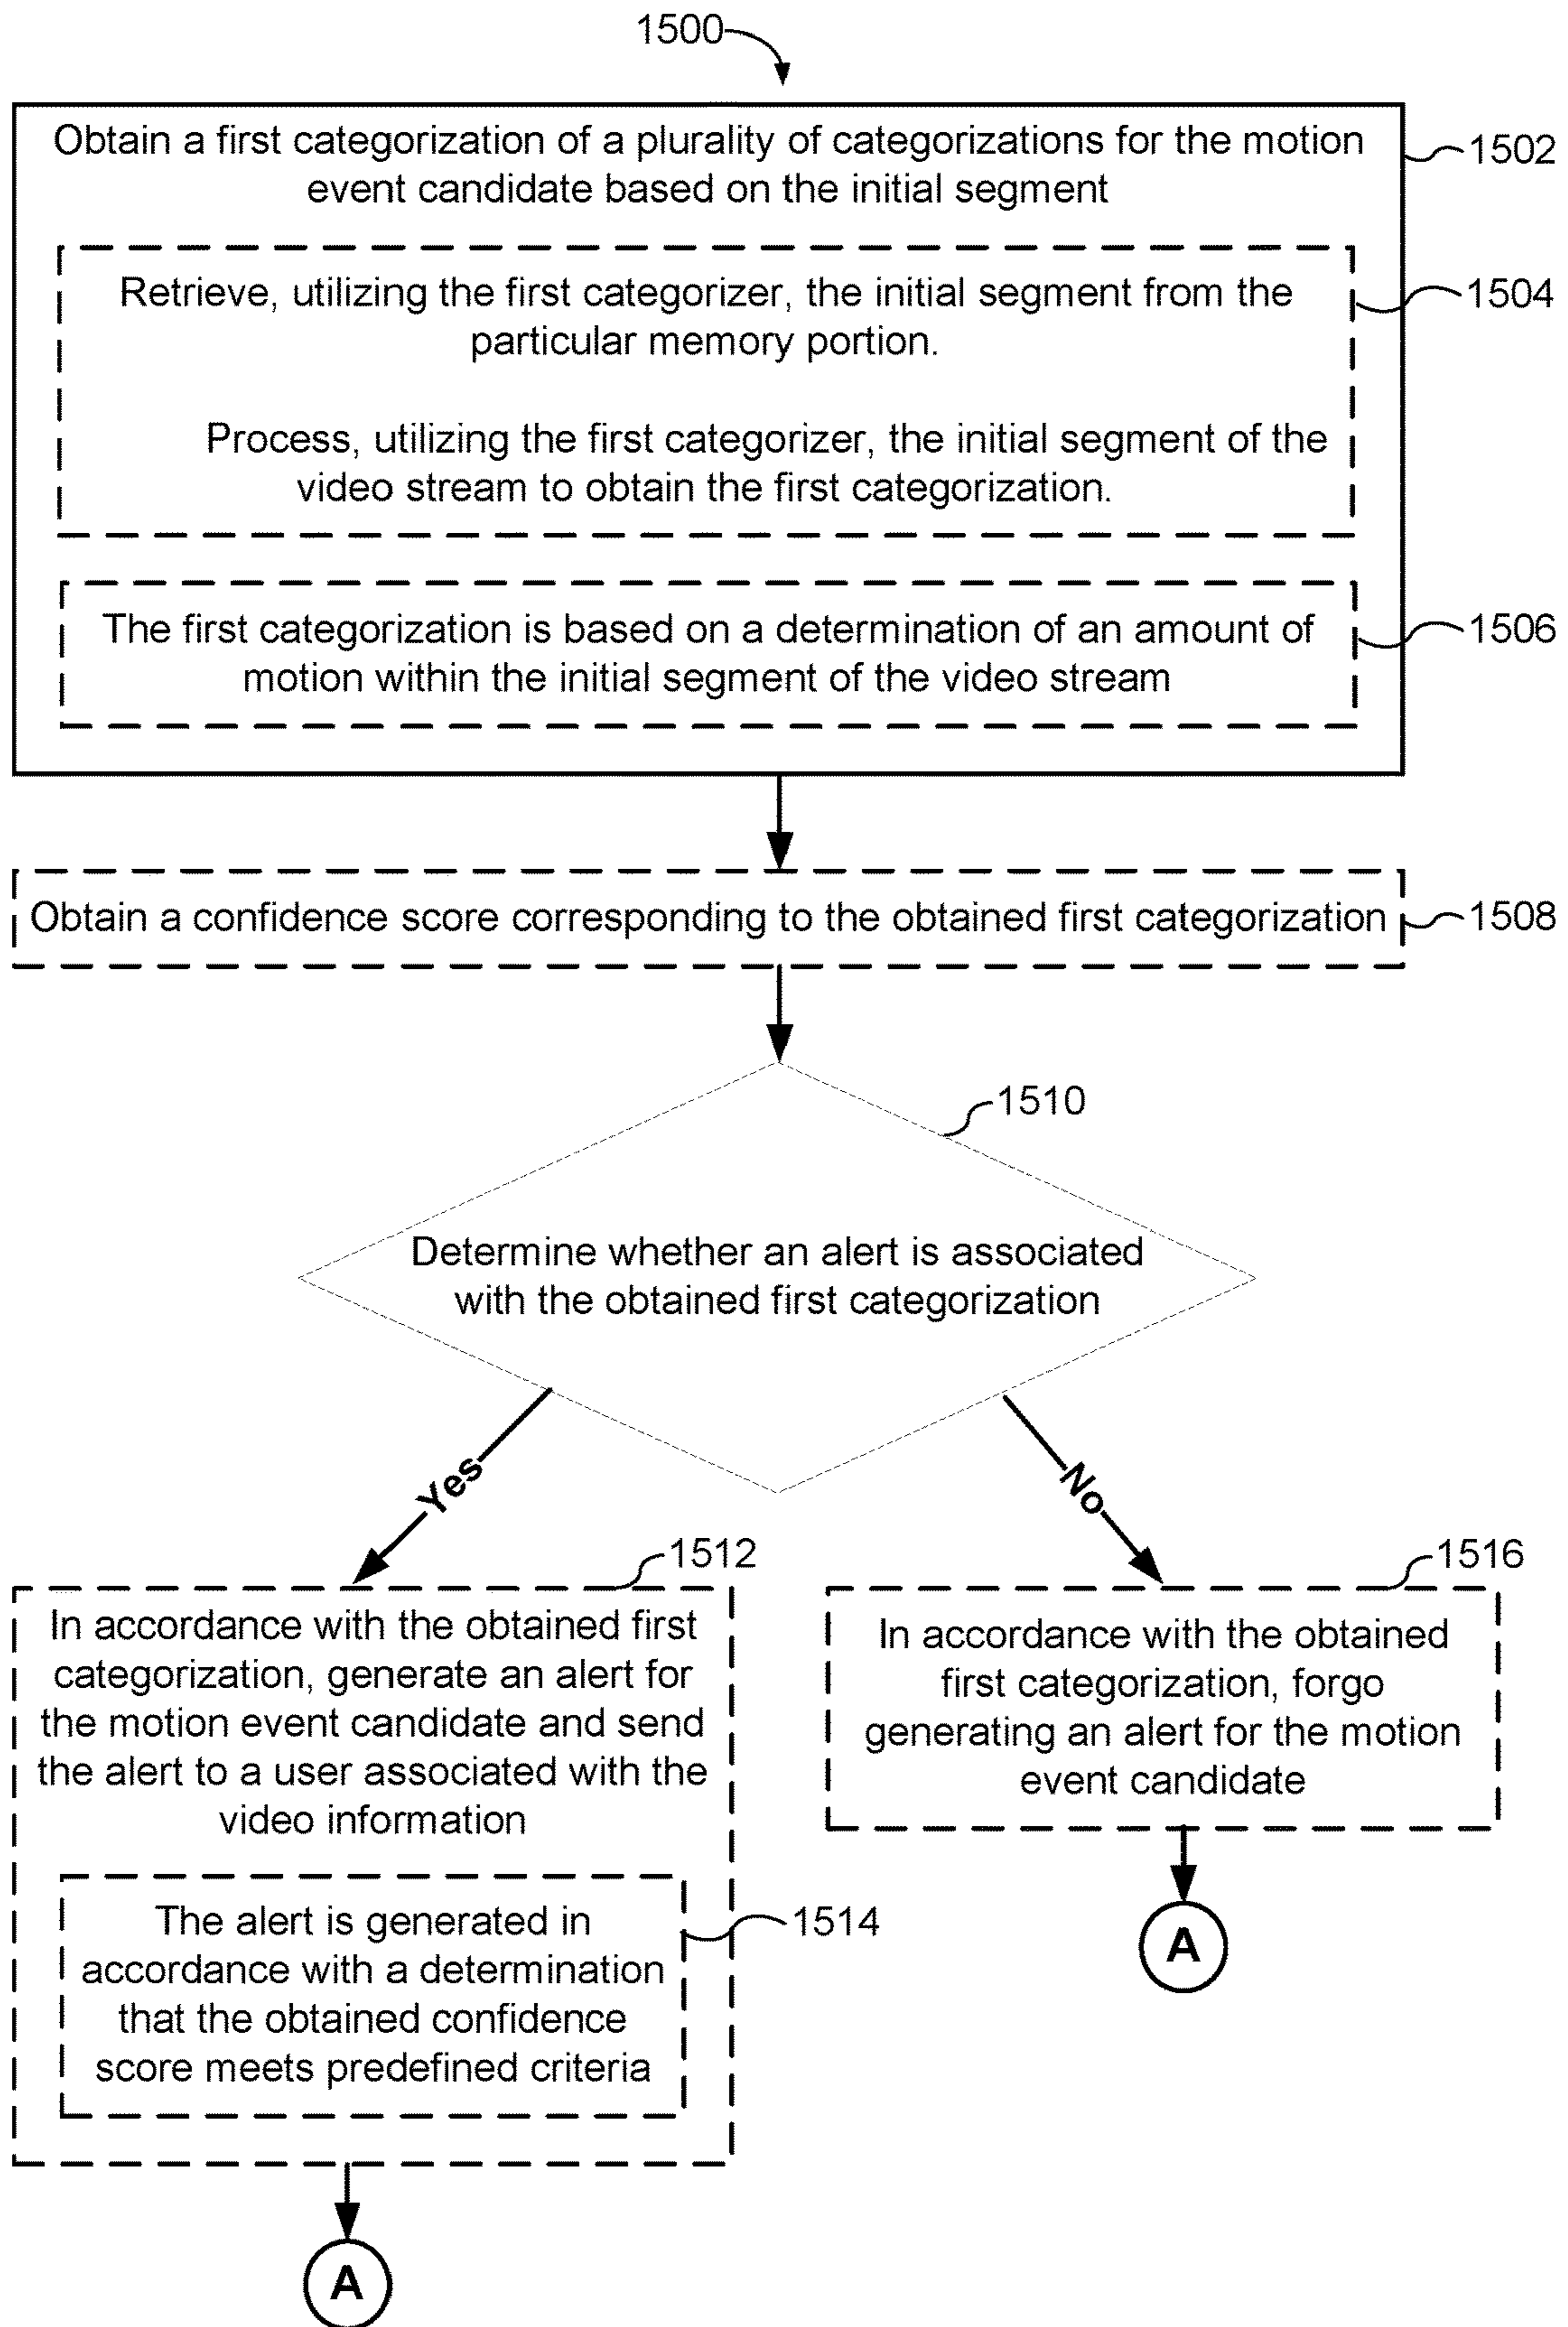 1500
Obtain a first categorization of a plurality of categorizations for the motion
event candidate based on the initial segment
1502
Retrieve, utilizing the first categorizer, the initial segment from the
particular memory portion.
1504
Process, utilizing the first categorizer, the initial segment of the
video stream to obtain the first categorization.
The first categorization is based on a determination of an amount of
motion within the initial segment of the video stream
1506
Obtain a confidence score corresponding to the obtained first categorization
1508
1510
Determine whether an alert is associated
with the obtained first categorization
Yes
No
1512
In accordance with the obtained first
categorization, generate an alert for
the motion event candidate and send
the alert to a user associated with the
video information
The alert is generated in
accordance with a determination
that the obtained confidence
score meets predefined criteria
1514
A
1516
In accordance with the obtained
first categorization, forgo
generating an alert for the motion
event candidate
A